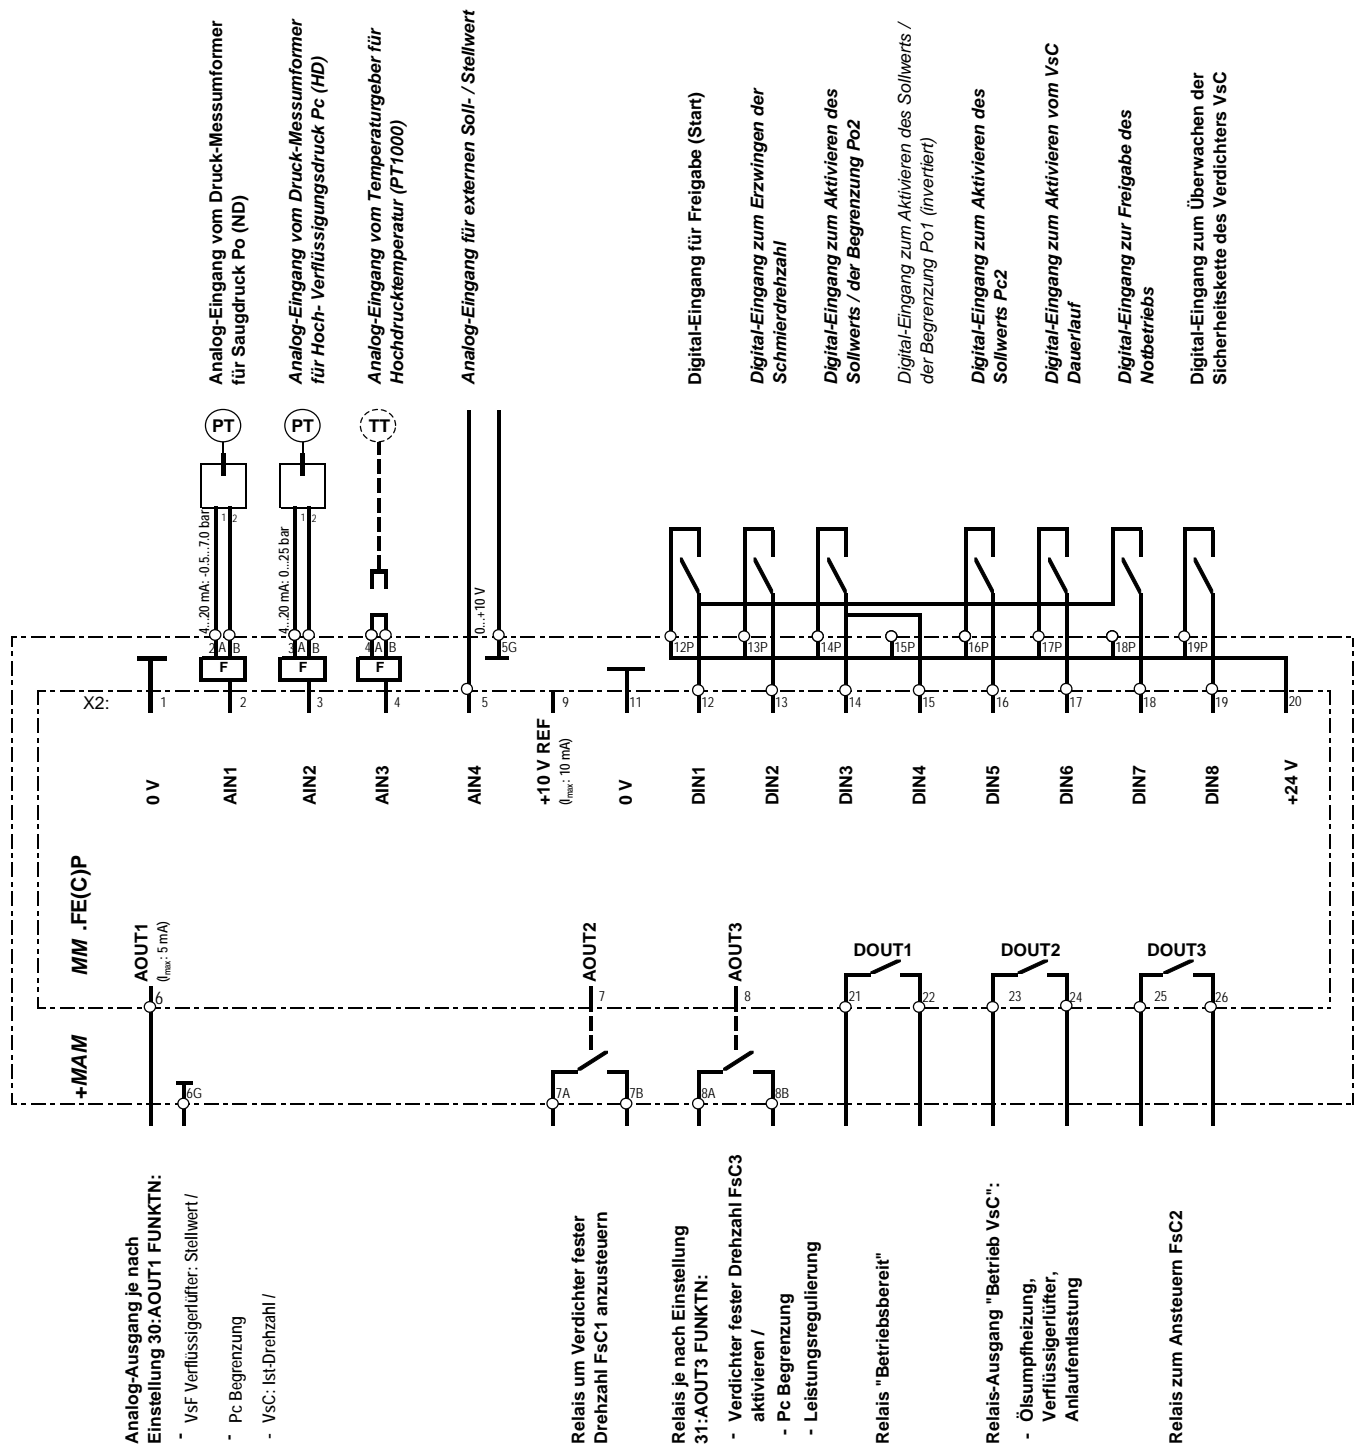 Analog-Eingang vom Druck-Messumformer
für Saugdruck Po (ND)
Analog-Eingang vom Druck-Messumformer
für Hoch- Verflüssigungsdruck Pc (HD)
Analog-Eingang vom Temperaturgeber für
Hochdrucktemperatur (PT1000)
Analog-Eingang für externen Soll- / Stellwert
Digital-Eingang für Freigabe (Start)
Digital-Eingang zum Erzwingen der
Schmierdrehzahl
Digital-Eingang zum Aktivieren des
Sollwerts / der Begrenzung Po2
Digital-Eingang zum Aktivieren des Sollwerts /
der Begrenzung Po1 (invertiert)
Digital-Eingang zum Aktivieren des
Sollwerts Pc2
Digital-Eingang zum Aktivieren vom VsC
Dauerlauf
Digital-Eingang zur Freigabe des
Notbetriebs
Digital-Eingang zum Überwachen der
Sicherheitskette des Verdichters VsC
PT
PT
TT
1 2
1 2
4...20 mA: -0.5...7.0 bar
4...20 mA: 0...25 bar
0...+10 V
2 A B
3 A B
4 A B
5G
12P
13P
14P
15P
16P
17P
18P
19P
F
F
F
X2:
1
2
3
4
5
9
11
12
13
14
15
16
17
18
19
20
0 V
AIN1
AIN2
AIN3
AIN4
+10 V REF
(Imax: 10 mA)
0 V
DIN1
DIN2
DIN3
DIN4
DIN5
DIN6
DIN7
DIN8
+24 V
MM .FE(C)P
AOUT1
(Imax: 5 mA)
AOUT2
AOUT3
DOUT1
DOUT2
DOUT3
6
7
8
21
22
23
24
25
26
+MAM
6G
7A
7B
8A
8B
Analog-Ausgang je nach
Einstellung 30:AOUT1 FUNKTN:
- VsF Verflüssigerlüfter: Stellwert /
- Pc Begrenzung
- VsC: Ist-Drehzahl /
Relais um Verdichter fester
Drehzahl FsC1 anzusteuern
Relais je nach Einstellung
31:AOUT3 FUNKTN:
- Verdichter fester Drehzahl FsC3
aktivieren /
- Pc Begrenzung
- Leistungsregulierung
Relais "Betriebsbereit"
Relais-Ausgang "Betrieb VsC":
- Ölsumpfheizung,
Verflüssigerlüfter,
Anlaufentlastung
Relais zum Ansteuern FsC2